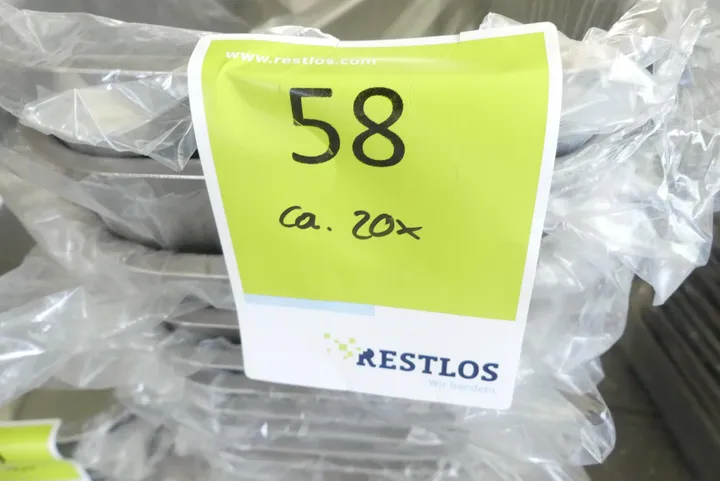 www.restlos.com
58
ca. 20x
RESTLOS
Wir handeln.